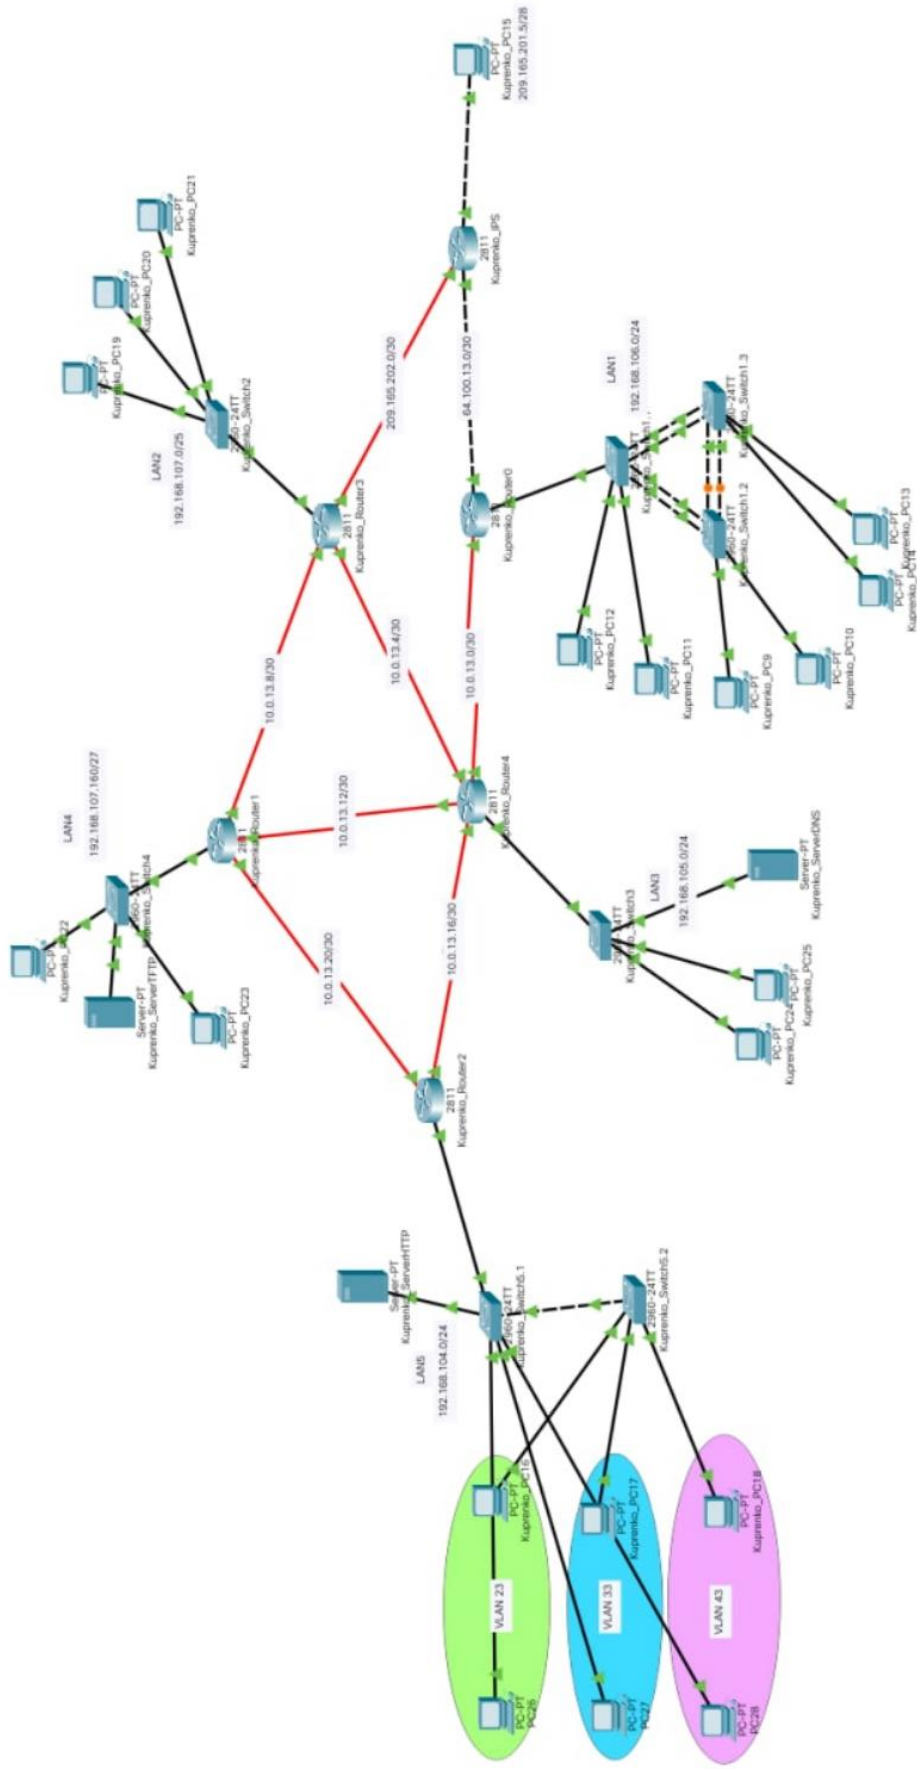 PC-PT
Kuprenko_PC15
209.165.201.5/28
2811
Kuprenko_IPS
209.165.202.0/30
64.100.13.0/30
PC-PT
Kuprenko_PC21
PC-PT
Kuprenko_PC20
PC-PT
Kuprenko_PC19
Kuprenko_Switch2
LAN2
192.168.107.0/25
2811
Kuprenko_Router3
LAN1
192.168.106.0/24
Kuprenko_Switch1.3
Kuprenko_Switch1.2
PC-PT
Kuprenko_PC13
PC-PT
PC-PT
Kuprenko_PC12
PC-PT
Kuprenko_PC11
PC-PT
Kuprenko_PC10
PC-PT
Kuprenko_PC9
10.0.13.8/30
10.0.13.4/30
10.0.13.0/30
10.0.13.12/30
10.0.13.16/30
10.0.13.20/30
LAN4
192.168.107.160/27
Kuprenko_Router1
2811
Kuprenko_Router4
PC-PT
Kuprenko_PC23
Server-PT
Kuprenko_ServerTFTP
LAN3
192.168.105.0/24
Server-PT
Kuprenko_ServerDNS
PC-PT
Kuprenko_PC25
PC-PT
Kuprenko_PC24
2811
Kuprenko_Router2
Server-PT
Kuprenko_ServerHTTP
LAN5
192.168.104.0/24
2960-24TT
Kuprenko_Switch5.1
2960-24TT
Kuprenko_Switch5.2
PC-PT
Kuprenko_PC16
VLAN 23
PC-PT
PC26
PC-PT
Kuprenko_PC17
VLAN 33
PC-PT
PC27
PC-PT
Kuprenko_PC18
VLAN 43
PC-PT
PC28